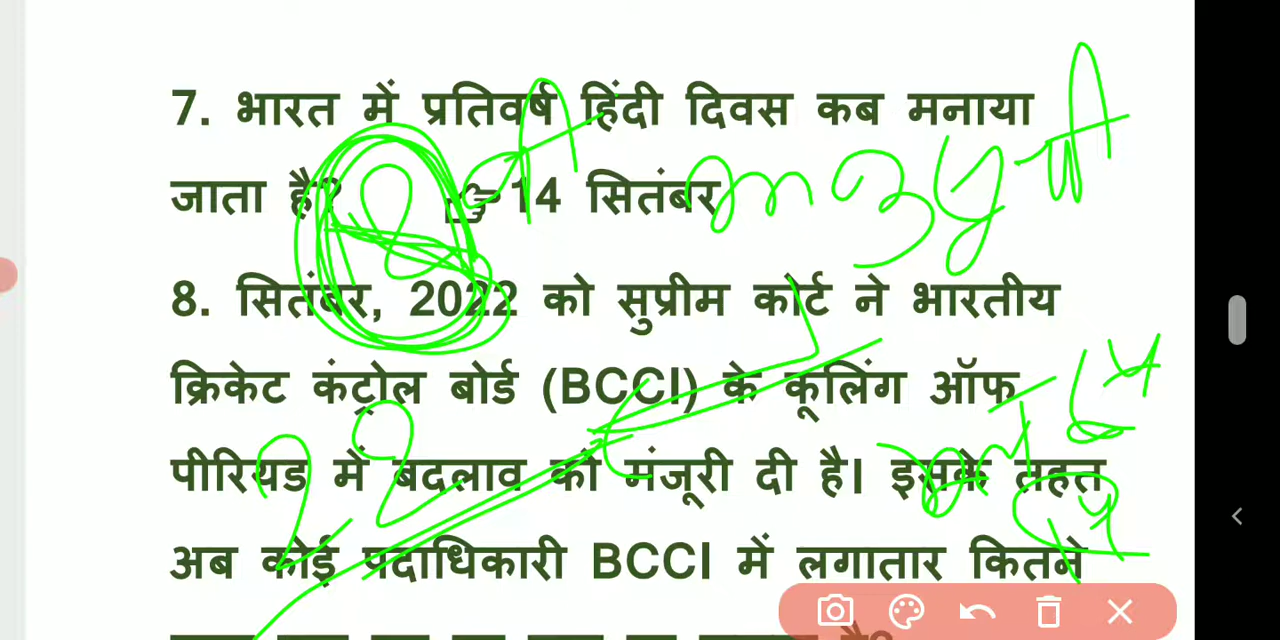 7. भारत में प्रतिवर्ष हिंदी दिवस कब मनाया
जाता है? 👉14 सितंबर
8. सितंबर, 2022 को सुप्रीम कोर्ट ने भारतीय
क्रिकेट कंट्रोल बोर्ड (BCCI) के कूलिंग ऑफ
पीरियड में बदलाव को मंजूरी दी है। इसके तहत
अब कोई पदाधिकारी BCCI में लगातार कितने